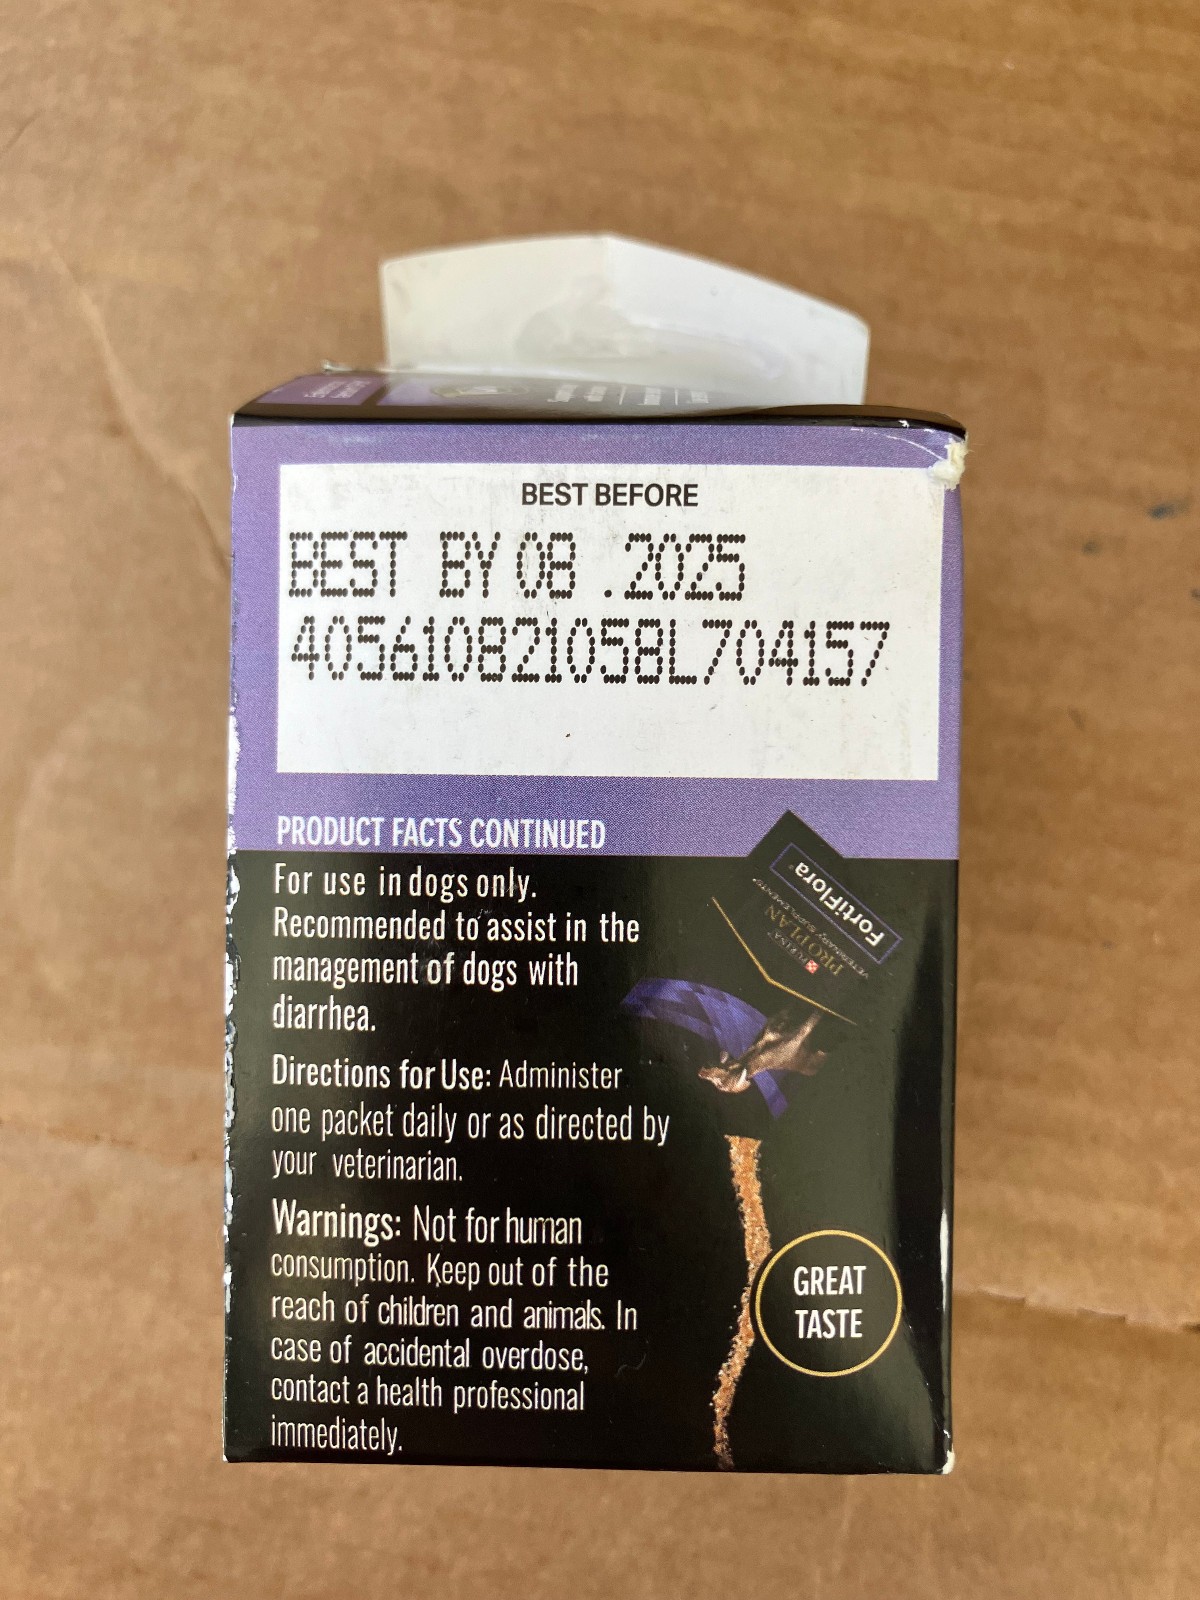 BEST BEFORE
BEST BY 08 .2025
405610821058L704157
PRODUCT FACTS CONTINUED
For use in dogs only.
Recommended to assist in the
management of dogs with
diarrhea.
Directions for Use: Administer
one packet daily or as directed by
your veterinarian.
Warnings: Not for human
consumption. Keep out of the
reach of children and animals. In
case of accidental overdose,
contact a health professional
immediately.
FortiFlora®
VETERINARY SUPPLEMENTS
PRO PLAN
PURINA
GREAT
TASTE